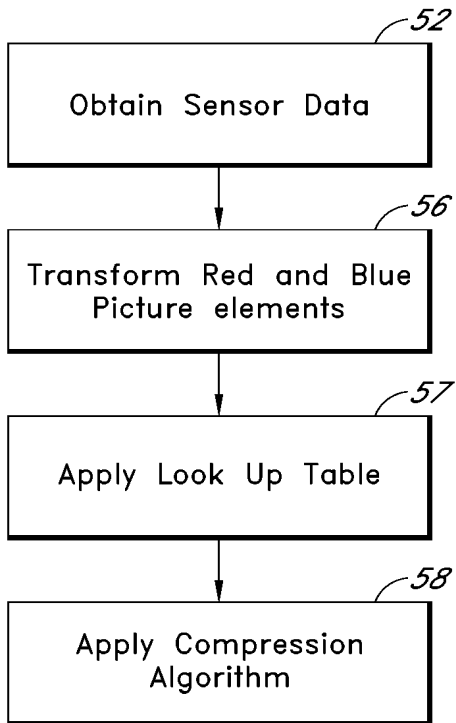 52
Obtain Sensor Data
56
Transform Red and Blue
Picture elements
57
Apply Look Up Table
58
Apply Compression
Algorithm